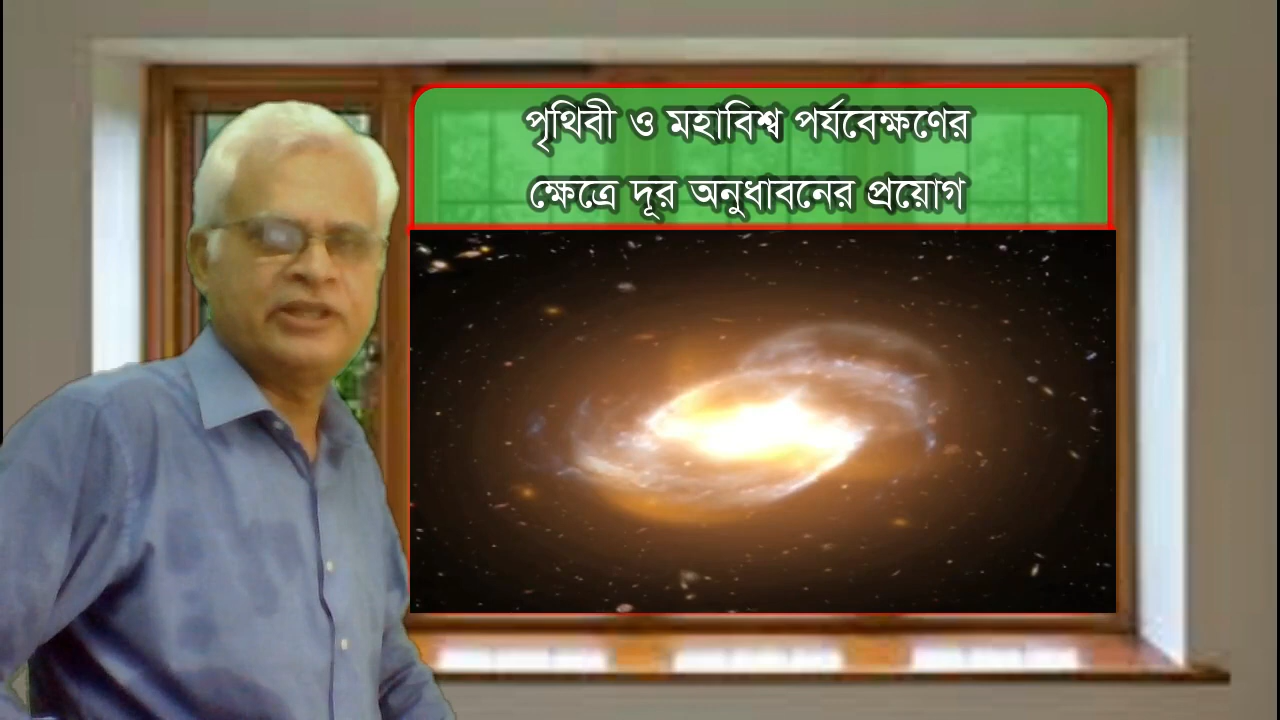 পৃথিবী ও মহাবিশ্ব পর্যবেক্ষণের
ক্ষেত্রে দূর অনুধাবনের প্রয়োগ